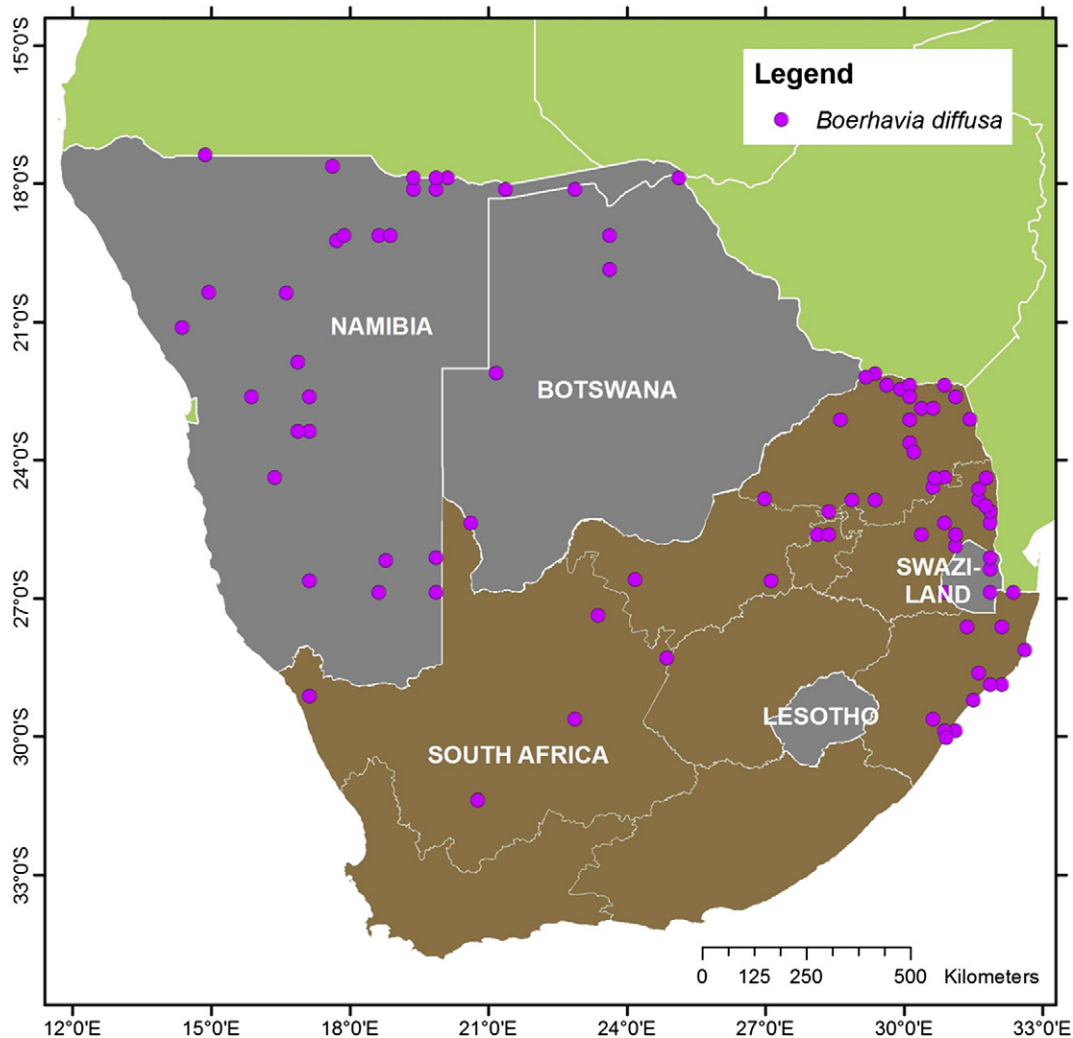 Legend
Boerhavia diffusa
15°0'S
18°0'S
21°0'S
24°0'S
27°0'S
30°0'S
33°0'S
NAMIBIA
BOTSWANA
SWAZI-
LAND
LESOTHO
SOUTH AFRICA
0 125 250 500 Kilometers
12°0'E 15°0'E 18°0'E 21°0'E 24°0'E 27°0'E 30°0'E 33°0'E